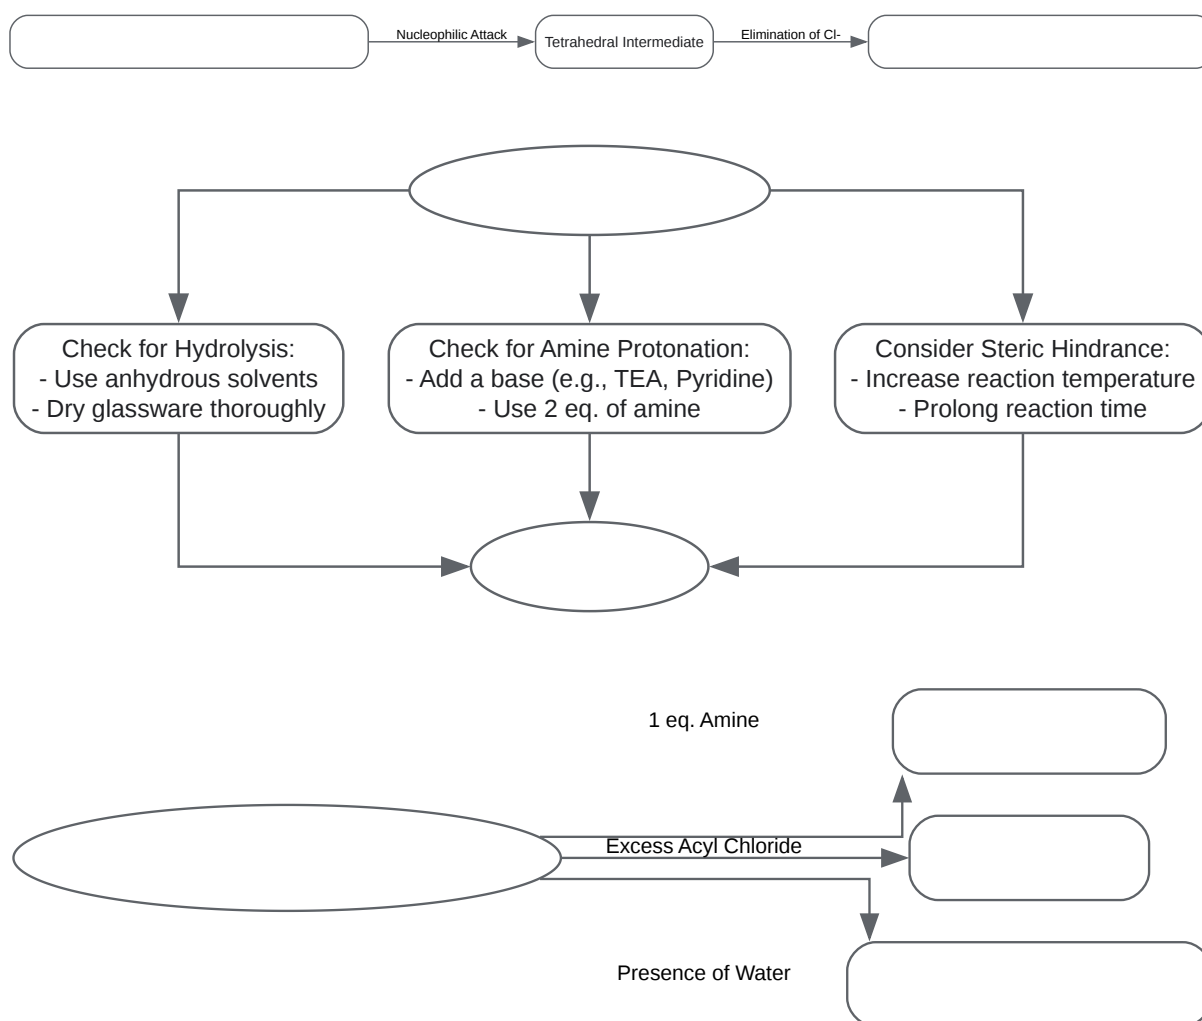 Nucleophilic Attack
Tetrahedral Intermediate
Elimination of Cl-
Check for Hydrolysis:
- Use anhydrous solvents
- Dry glassware thoroughly
Check for Amine Protonation:
- Add a base (e.g., TEA, Pyridine)
- Use 2 eq. of amine
Consider Steric Hindrance:
- Increase reaction temperature
- Prolong reaction time
1 eq. Amine
Excess Acyl Chloride
Presence of Water